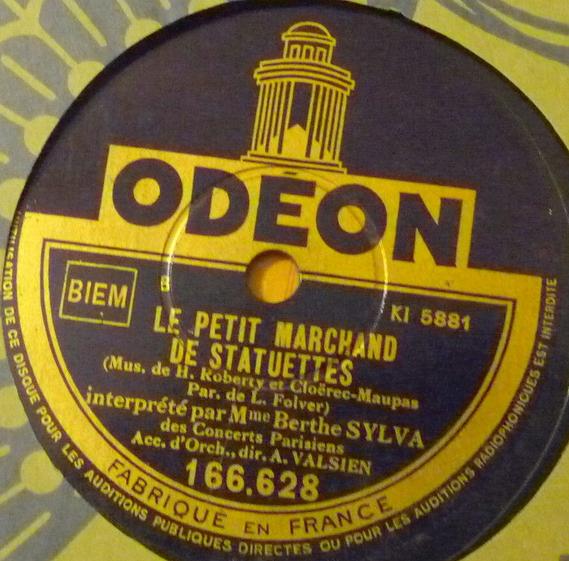 ODEON
BIEM
KI 5881
LE PETIT MARCHAND
DE STATUETTES
(Mus. de H. Roberty et Cloërec-Maupas
Par. de L. Folver)
interprété par Mme Berthe SYLVA
des Concerts Parisiens
Acc. d'Orch., dir. A. VALSIEN
166.628
FABRIQUÉ EN FRANCE
DE CE DISQUE POUR LES AUDITIONS PUBLIQUES DIRECTES OU POUR LES AUDITIONS RADIOPHONIQUES EST INTERDITE